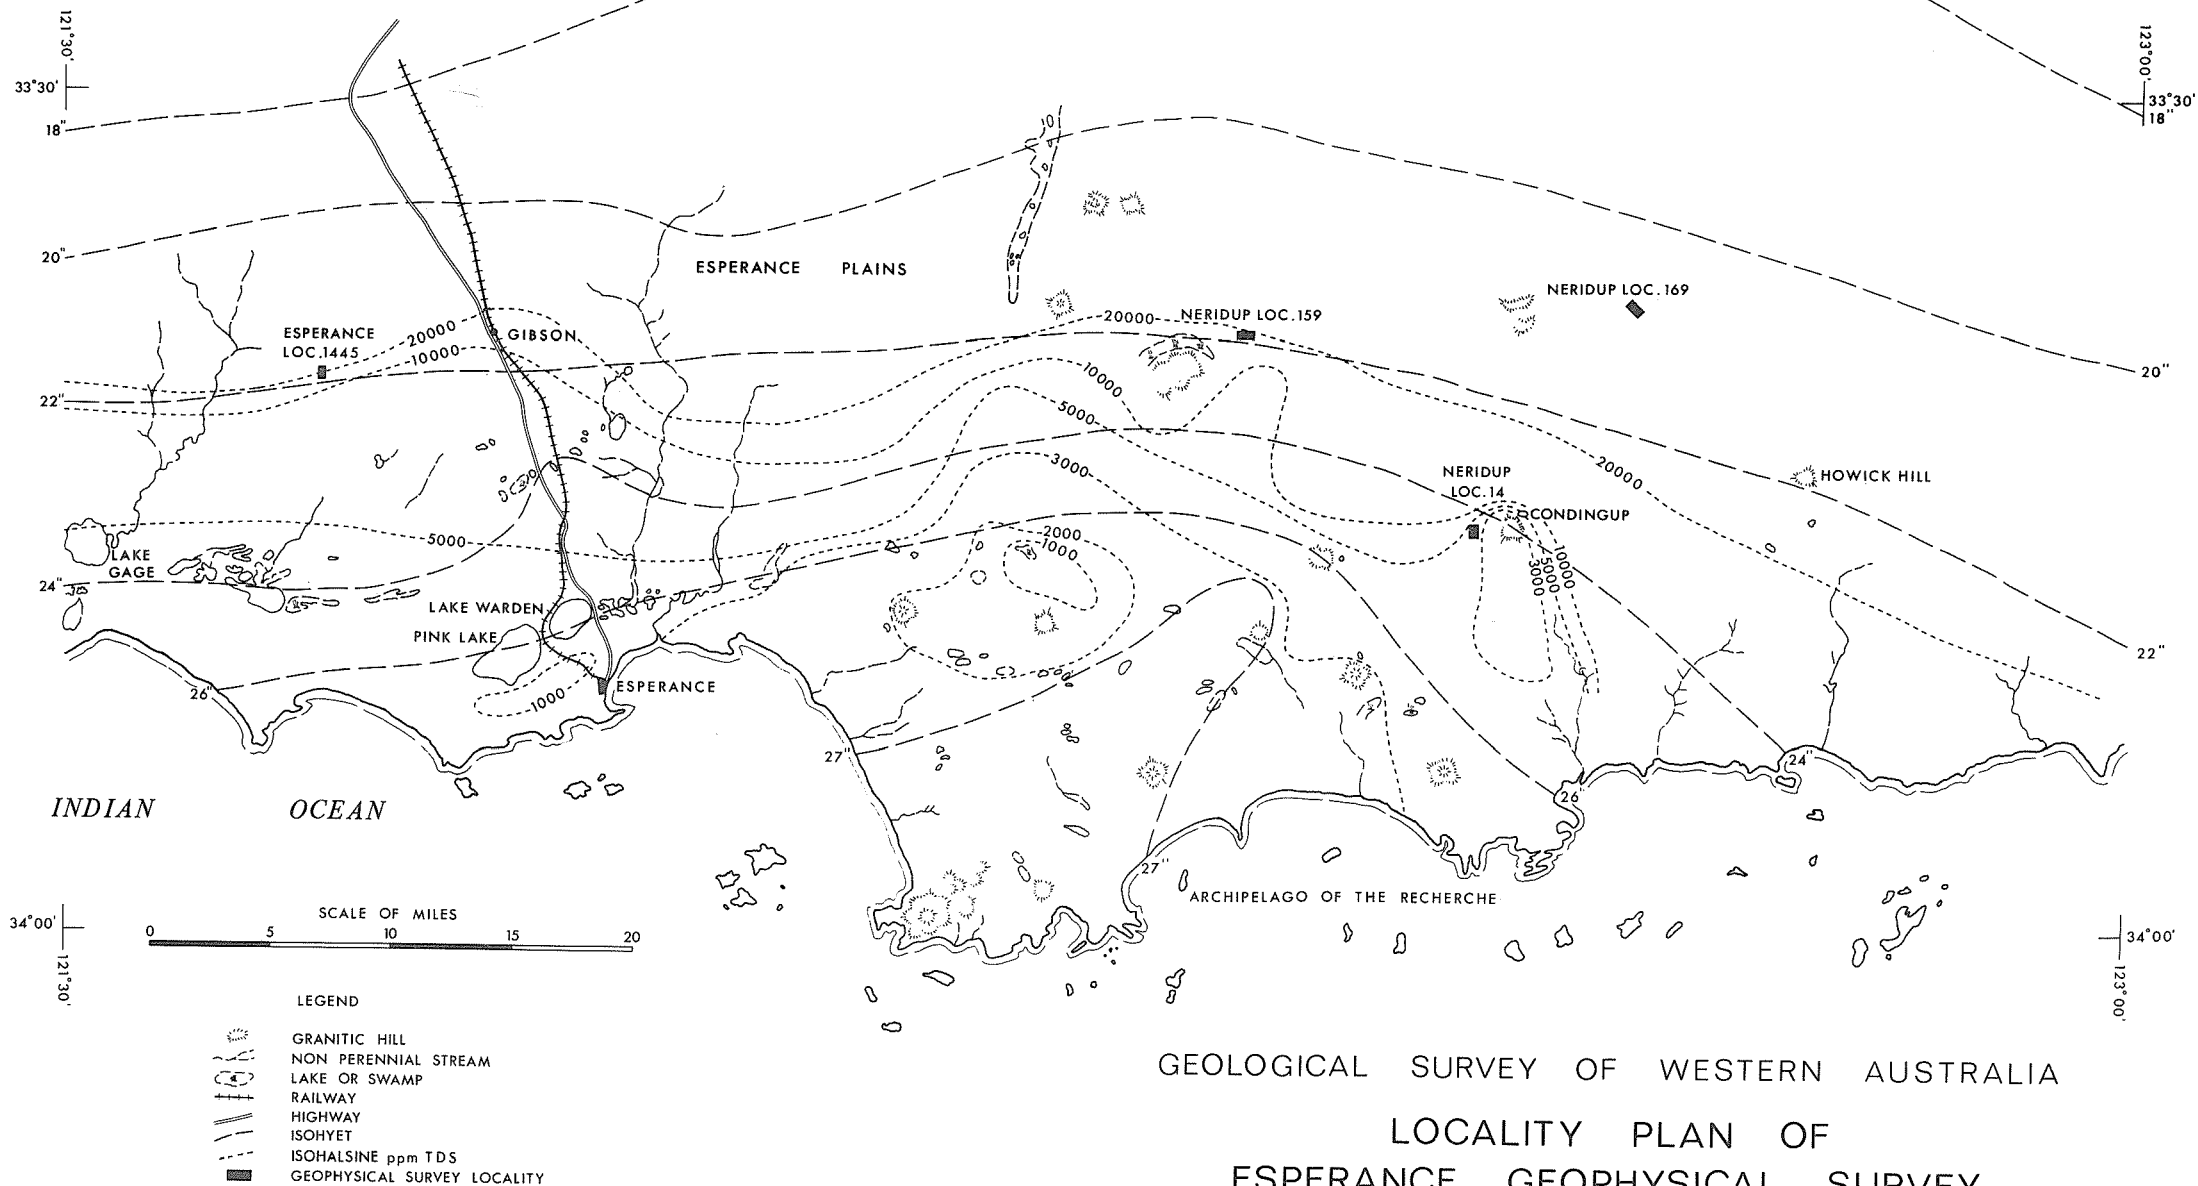 121°30'
123°00'
33°30'
33°30'
18"
18"
20"
ESPERANCE PLAINS
NERIDUP LOC.169
ESPERANCE
LOC.1445
20000
10000
GIBSON
20000
NERIDUP LOC.159
22"
10000
5000
20"
3000
NERIDUP
LOC.14
20000
HOWICK HILL
CONDINGUP
LAKE
GAGE
5000
2000
1000
10000
5000
3000
24"
LAKE WARDEN
PINK LAKE
22"
26"
1000
ESPERANCE
27"
24"
26
INDIAN OCEAN
27"
ARCHIPELAGO OF THE RECHERCHE
34°00'
34°00'
121°30'
123°00'
SCALE OF MILES
0 5 10 15 20
LEGEND
GRANITIC HILL
NON PERENNIAL STREAM
LAKE OR SWAMP
RAILWAY
HIGHWAY
ISOHYET
ISOHALSINE ppm TDS
GEOPHYSICAL SURVEY LOCALITY
GEOLOGICAL SURVEY OF WESTERN AUSTRALIA
LOCALITY PLAN OF
ESPERANCE GEOPHYSICAL SURVEY